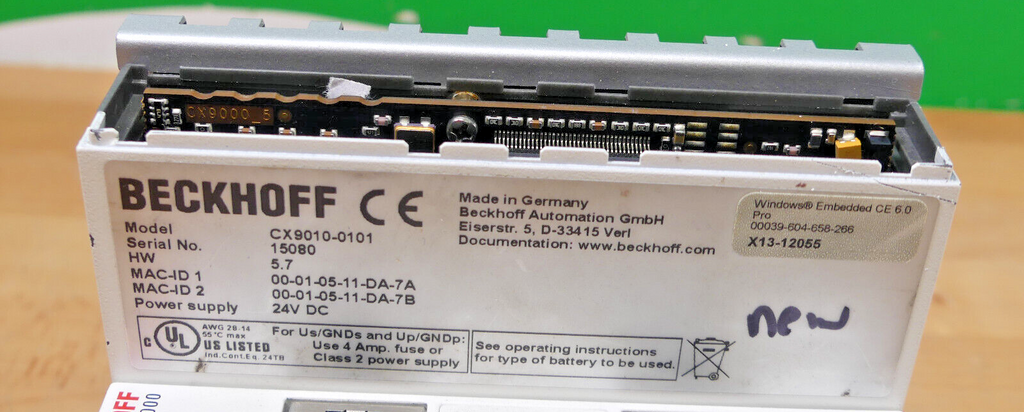 CX9000_5
BECKHOFF CE
Model CX9010-0101
Serial No. 15080
HW 5.7
MAC-ID 1 00-01-05-11-DA-7A
MAC-ID 2 00-01-05-11-DA-7B
Power supply 24V DC
Made in Germany
Beckhoff Automation GmbH
Eiserstr. 5, D-33415 Verl
Documentation: www.beckhoff.com
Windows® Embedded CE 6.0
Pro
00039-604-658-266
X13-12055
new
c UL
AWG 28-14
55°C max
US LISTED
Ind.Cont.Eq. 24TB
For Us/GNDs and Up/GNDp:
Use 4 Amp. fuse or
Class 2 power supply
See operating instructions
for type of battery to be used.
OFF
000